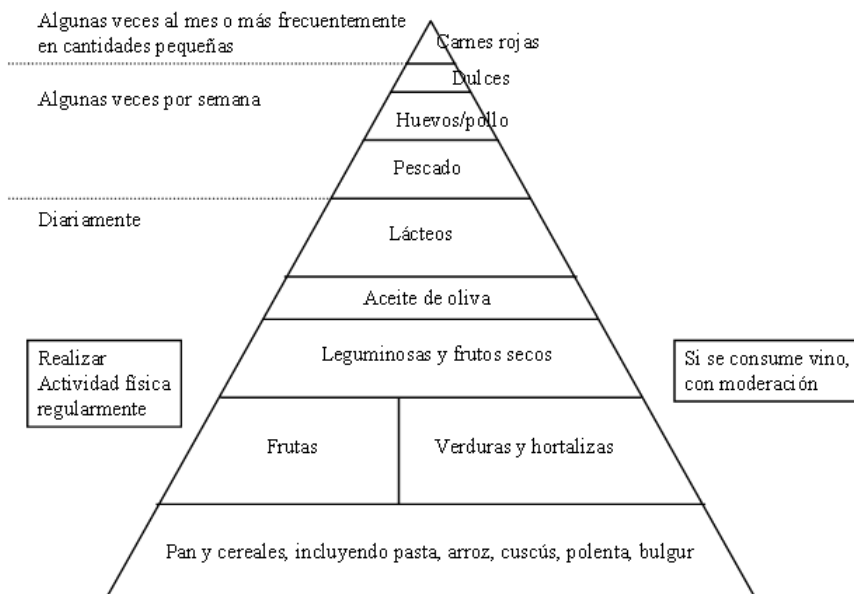 Algunas veces al mes o más frecuentemente
en cantidades pequeñas
Carnes rojas
Dulces
Algunas veces por semana
Huevos/pollo
Pescado
Diariamente
Lácteos
Aceite de oliva
Leguminosas y frutos secos
Realizar
Actividad física
regularmente
Si se consume vino,
con moderación
Frutas
Verduras y hortalizas
Pan y cereales, incluyendo pasta, arroz, cuscús, polenta, bulgur